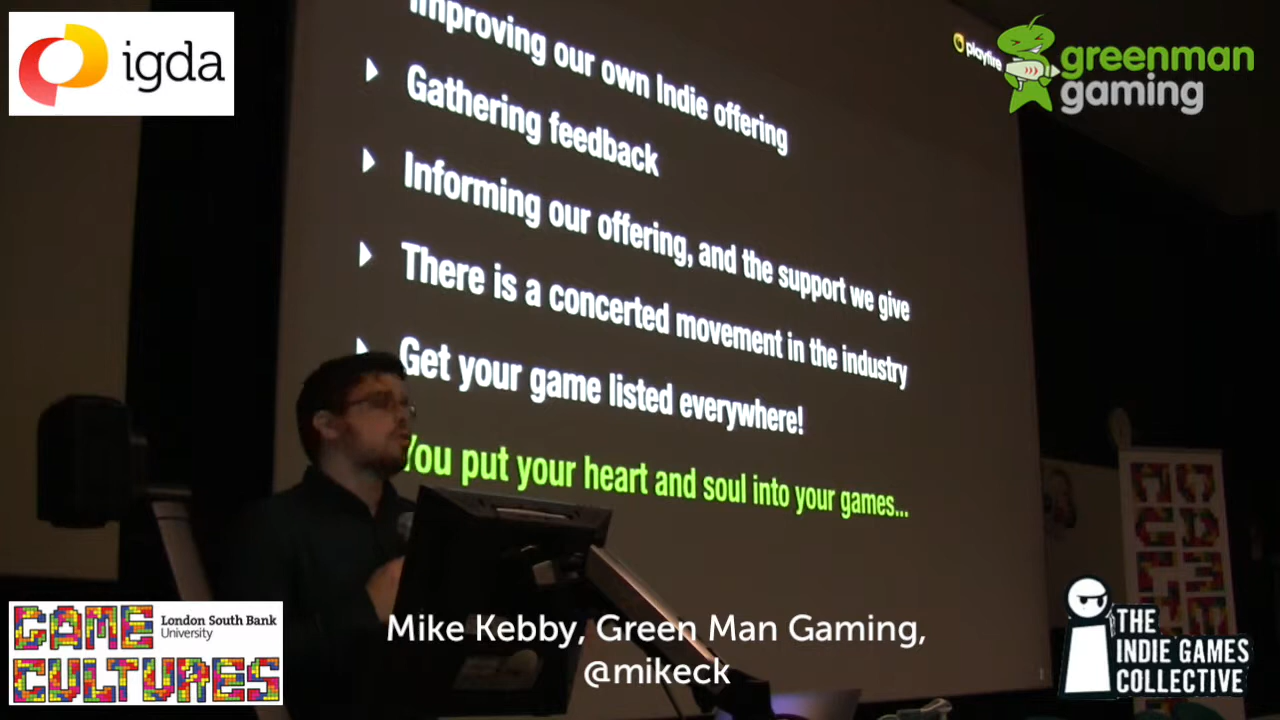 igda
playfire
greenman
gaming
Improving our own Indie offering
Gathering feedback
Informing our offering, and the support we give
There is a concerted movement in the industry
Get your game listed everywhere!
You put your heart and soul into your games...
GAME
CULTURES
London South Bank
University
Mike Kebby, Green Man Gaming,
@mikeck
THE
INDIE GAMES
COLLECTIVE